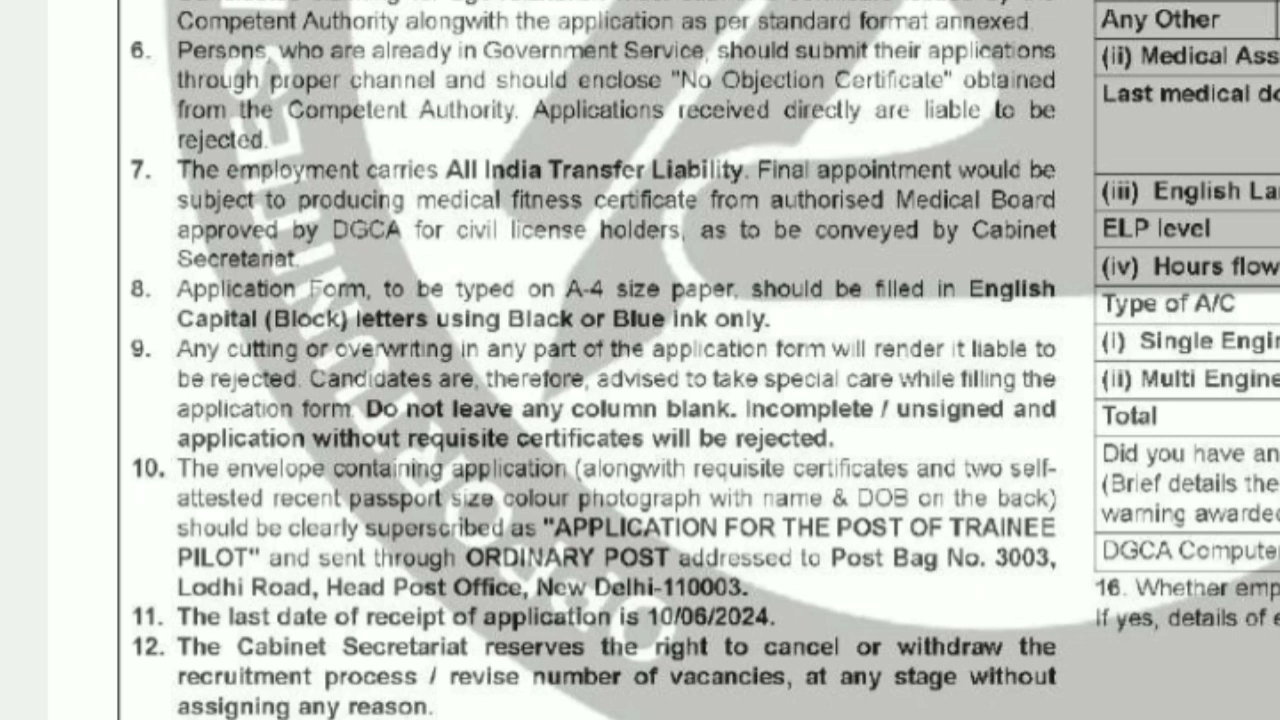 Competent Authority alongwith the application as per standard format annexed.
6. Persons, who are already in Government Service, should submit their applications
through proper channel and should enclose "No Objection Certificate" obtained
from the Competent Authority. Applications received directly are liable to be
rejected.
7. The employment carries All India Transfer Liability. Final appointment would be
subject to producing medical fitness certificate from authorised Medical Board
approved by DGCA for civil license holders, as to be conveyed by Cabinet
Secretariat.
8. Application Form, to be typed on A-4 size paper, should be filled in English
Capital (Block) letters using Black or Blue ink only.
9. Any cutting or overwriting in any part of the application form will render it liable to
be rejected. Candidates are, therefore, advised to take special care while filling the
application form. Do not leave any column blank. Incomplete / unsigned and
application without requisite certificates will be rejected.
10. The envelope containing application (alongwith requisite certificates and two self-
attested recent passport size colour photograph with name & DOB on the back)
should be clearly superscribed as "APPLICATION FOR THE POST OF TRAINEE
PILOT" and sent through ORDINARY POST addressed to Post Bag No. 3003,
Lodhi Road, Head Post Office, New Delhi-110003.
11. The last date of receipt of application is 10/06/2024.
12. The Cabinet Secretariat reserves the right to cancel or withdraw the
recruitment process / revise number of vacancies, at any stage without
assigning any reason.
Any Other
(ii) Medical Ass
Last medical do
(iii) English La
ELP level
(iv) Hours flow
Type of A/C
(i) Single Engi
(ii) Multi Engine
Total
Did you have an
(Brief details the
warning awarded
DGCA Compute
16. Whether emp
If yes, details of e